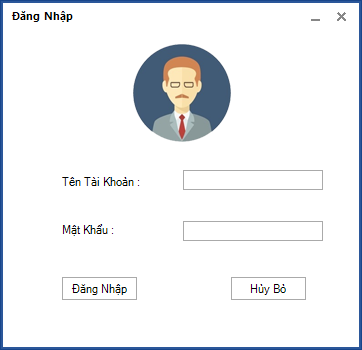 Đăng Nhập
Tên Tài Khoản :
Mật Khẩu :
Đăng Nhập
Hủy Bỏ